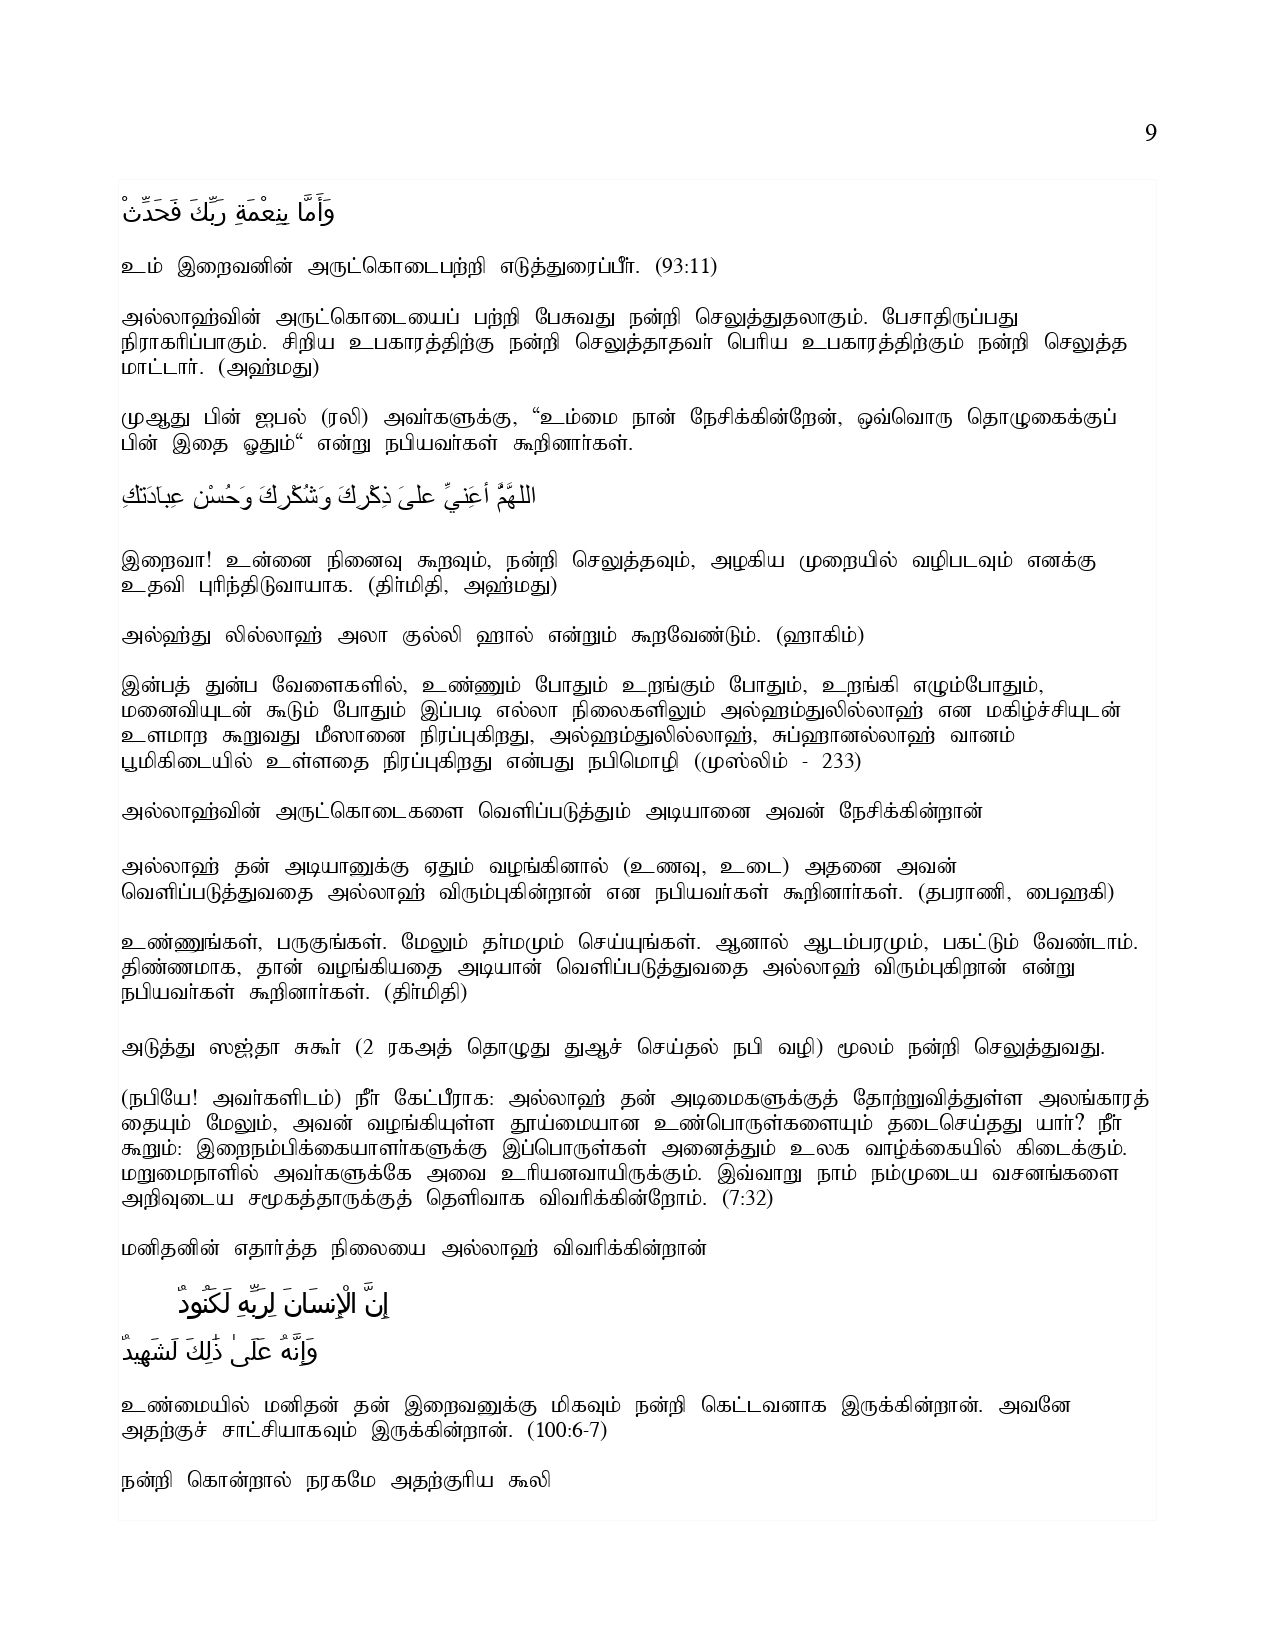 9
وَأَمَّا بِنِعْمَةِ رَبِّكَ فَحَدِّثْ
உம் இறைவனின் அருட்கொடைபற்றி எடுத்துரைப்பீர். (93:11)
அல்லாஹ்வின் அருட்கொடையைப் பற்றி பேசுவது நன்றி செலுத்துதலாகும். பேசாதிருப்பது
நிராகரிப்பாகும். சிறிய உபகாரத்திற்கு நன்றி செலுத்தாதவர் பெரிய உபகாரத்திற்கும் நன்றி செலுத்த
மாட்டார். (அஹ்மது)
முஆது பின் ஐபல் (ரலி) அவர்களுக்கு, “உம்மை நான் நேசிக்கின்றேன், ஒவ்வொரு தொழுகைக்குப்
பின் இதை ஓதும்“ என்று நபியவர்கள் கூறினார்கள்.
اللهُمَّ أعَنِيِّ علىَ ذِكْرِكَ وَشُكْرِكَ وَحُسْنِ عِبادَتكِ
இறைவா! உன்னை நினைவு கூறவும், நன்றி செலுத்தவும், அழகிய முறையில் வழிபடவும் எனக்கு
உதவி புரிந்திடுவாயாக. (திர்மிதி, அஹ்மது)
அல்ஹ்து லில்லாஹ் அலா குல்லி ஹால் என்றும் கூறவேண்டும். (ஹாகிம்)
இன்பத் துன்ப வேளைகளில், உண்ணும் போதும் உறங்கும் போதும், உறங்கி எழும்போதும்,
மனைவியுடன் கூடும் போதும் இப்படி எல்லா நிலைகளிலும் அல்ஹம்துலில்லாஹ் என மகிழ்ச்சியுடன்
உளமாற கூறுவது மீஸானை நிரப்புகிறது, அல்ஹம்துலில்லாஹ், சுப்ஹானல்லாஹ் வானம்
பூமிகிடையில் உள்ளதை நிரப்புகிறது என்பது நபிமொழி (முஸ்லிம் - 233)
அல்லாஹ்வின் அருட்கொடைகளை வெளிப்படுத்தும் அடியானை அவன் நேசிக்கின்றான்
அல்லாஹ் தன் அடியானுக்கு ஏதும் வழங்கினால் (உணவு, உடை) அதனை அவன்
வெளிப்படுத்துவதை அல்லாஹ் விரும்புகின்றான் என நபியவர்கள் கூறினார்கள். (தபராணி, பைஹகி)
உண்ணுங்கள், பருகுங்கள். மேலும் தர்மமும் செய்யுங்கள். ஆனால் ஆடம்பரமும், பகட்டும் வேண்டாம்.
திண்ணமாக, தான் வழங்கியதை அடியான் வெளிப்படுத்துவதை அல்லாஹ் விரும்புகிறான் என்று
நபியவர்கள் கூறினார்கள். (திர்மிதி)
அடுத்து ஸஜ்தா சுகூர் (2 ரகஅத் தொழுது துஆச் செய்தல் நபி வழி) மூலம் நன்றி செலுத்துவது.
(நபியே! அவர்களிடம்) நீர் கேட்பீராக: அல்லாஹ் தன் அடிமைகளுக்குத் தோற்றுவித்துள்ள அலங்காரத்
தையும் மேலும், அவன் வழங்கியுள்ள தூய்மையான உண்பொருள்களையும் தடைசெய்தது யார்? நீர்
கூறும்: இறைநம்பிக்கையாளர்களுக்கு இப்பொருள்கள் அனைத்தும் உலக வாழ்க்கையில் கிடைக்கும்.
மறுமைநாளில் அவர்களுக்கே அவை உரியனவாயிருக்கும். இவ்வாறு நாம் நம்முடைய வசனங்களை
அறிவுடைய சமூகத்தாருக்குத் தெளிவாக விவரிக்கின்றோம். (7:32)
மனிதனின் எதார்த்த நிலையை அல்லாஹ் விவரிக்கின்றான்
إِنَّ الْإِنسَانَ لِرَبِّهِ لَكَنُودٌ
وَإِنَّهُ عَلَىٰ ذَٰلِكَ لَشَهِيدٌ
உண்மையில் மனிதன் தன் இறைவனுக்கு மிகவும் நன்றி கெட்டவனாக இருக்கின்றான். அவனே
அதற்குச் சாட்சியாகவும் இருக்கின்றான். (100:6-7)
நன்றி கொன்றால் நரகமே அதற்குரிய கூலி